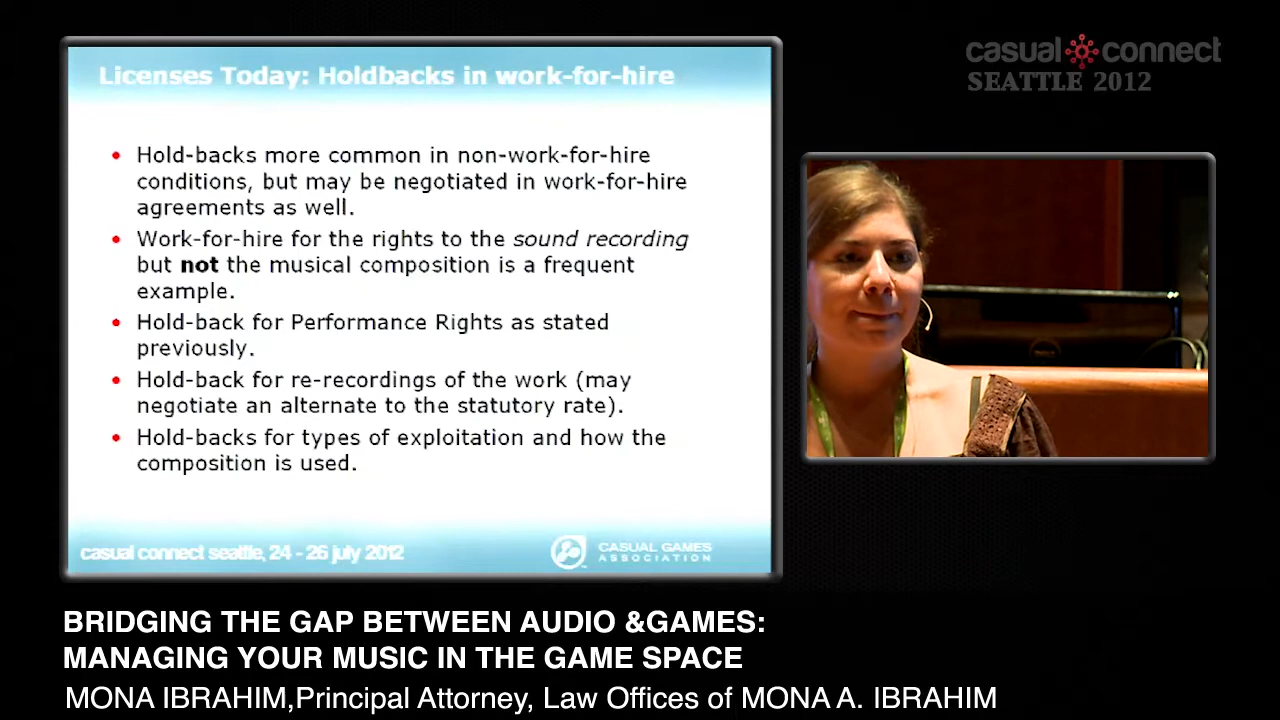 casual connect
SEATTLE 2012
Licenses Today: Holdbacks in work-for-hire
• Hold-backs more common in non-work-for-hire
conditions, but may be negotiated in work-for-hire
agreements as well.
• Work-for-hire for the rights to the sound recording
but not the musical composition is a frequent
example.
• Hold-back for Performance Rights as stated
previously.
• Hold-back for re-recordings of the work (may
negotiate an alternate to the statutory rate).
• Hold-backs for types of exploitation and how the
composition is used.
casual connect seattle, 24 - 26 july 2012
CASUAL GAMES
ASSOCIATION
BRIDGING THE GAP BETWEEN AUDIO &GAMES:
MANAGING YOUR MUSIC IN THE GAME SPACE
MONA IBRAHIM,Principal Attorney, Law Offices of MONA A. IBRAHIM